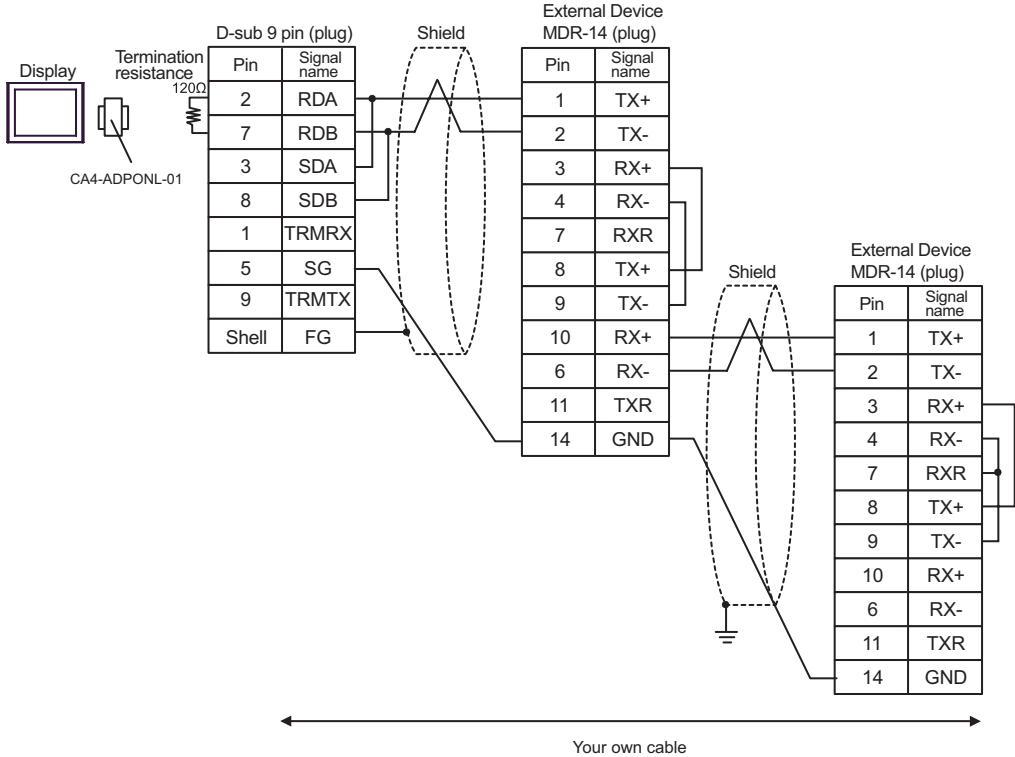 Display
CA4-ADPONL-01
Termination
resistance
120Ω
D-sub 9 pin (plug)
Pin Signal name
2 RDA
7 RDB
3 SDA
8 SDB
1 TRMRX
5 SG
9 TRMTX
Shell FG
Shield
External Device
MDR-14 (plug)
Pin Signal name
1 TX+
2 TX-
3 RX+
4 RX-
7 RXR
8 TX+
9 TX-
10 RX+
6 RX-
11 TXR
14 GND
Shield
External Device
MDR-14 (plug)
Pin Signal name
1 TX+
2 TX-
3 RX+
4 RX-
7 RXR
8 TX+
9 TX-
10 RX+
6 RX-
11 TXR
14 GND
Your own cable